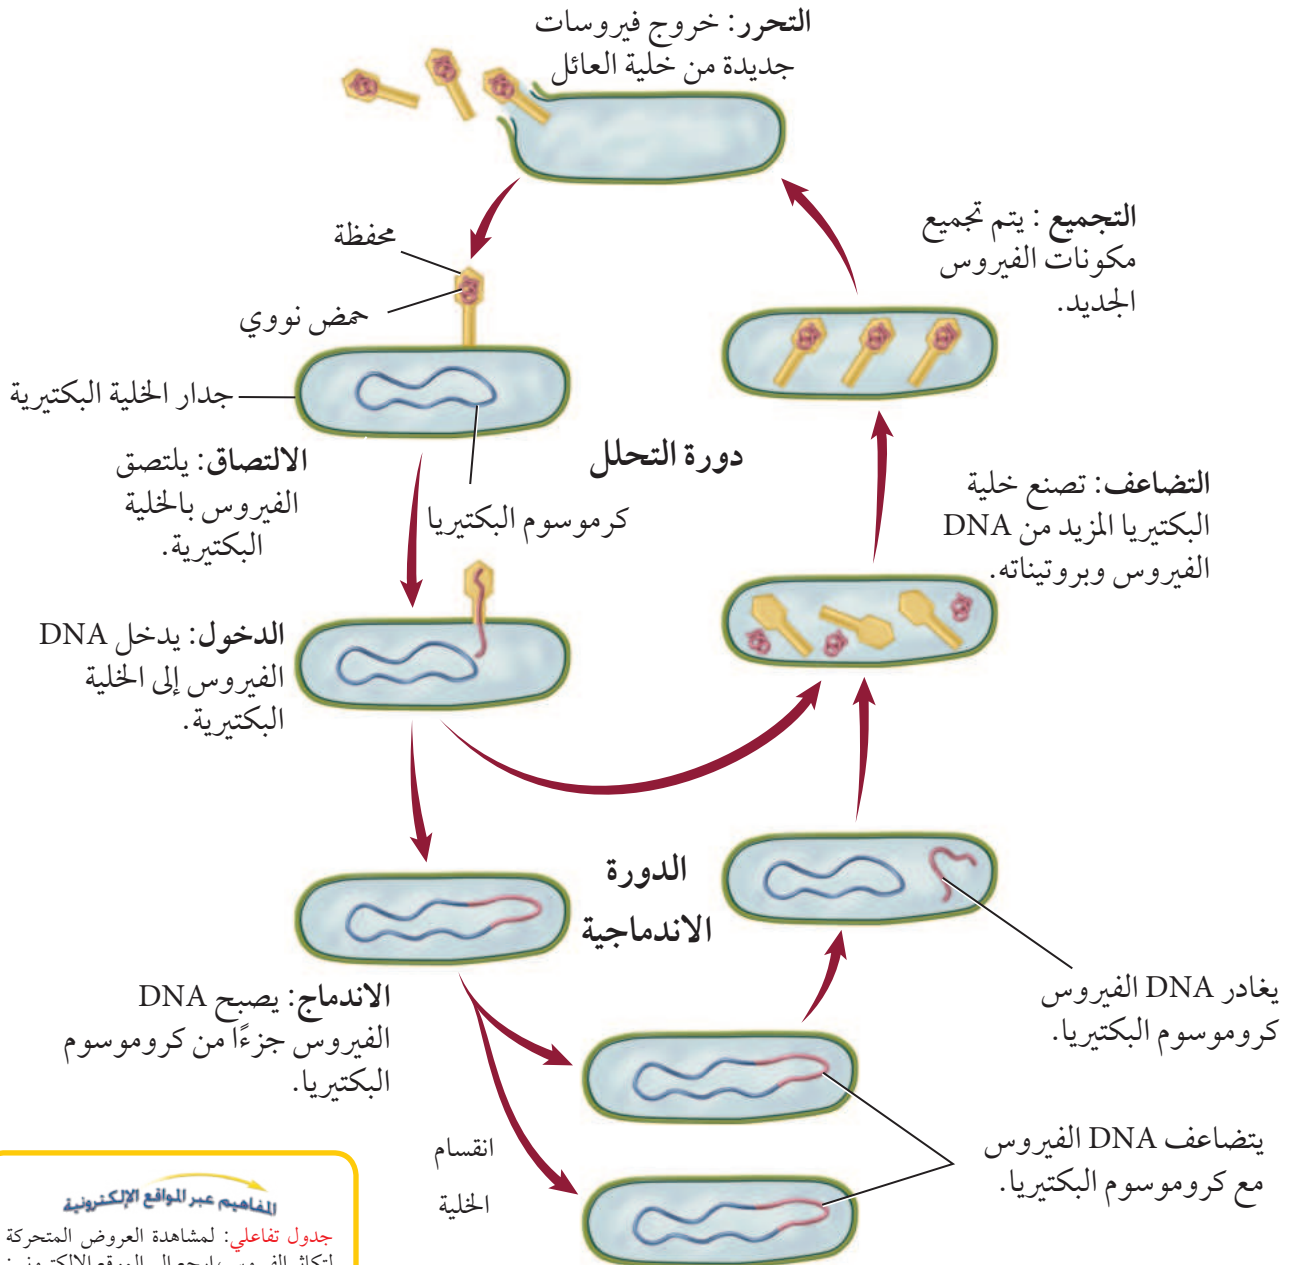 التحرر: خروج فيروسات
جديدة من خلية العائل
التجميع : يتم تجميع
مكونات الفيروس
الجديد.
محفظة
حمض نووي
جدار الخلية البكتيرية
دورة التحلل
الالتصاق: يلتصق
الفيروس بالخلية
البكتيرية.
كرموسوم البكتيريا
التضاعف: تصنع خلية
البكتيريا المزيد من DNA
الفيروس وبروتيناته.
الدخول: يدخل DNA
الفيروس إلى الخلية
البكتيرية.
الدورة
الاندماجية
يغادر DNA الفيروس
كروموسوم البكتيريا.
الاندماج: يصبح DNA
الفيروس جزءًا من كروموسوم
البكتيريا.
يتضاعف DNA الفيروس
مع كروموسوم البكتيريا.
انقسام
الخلية
المفاهيم عبر المواقع الإلكترونية
جدول تفاعلي: لمشاهدة العروض المتحركة